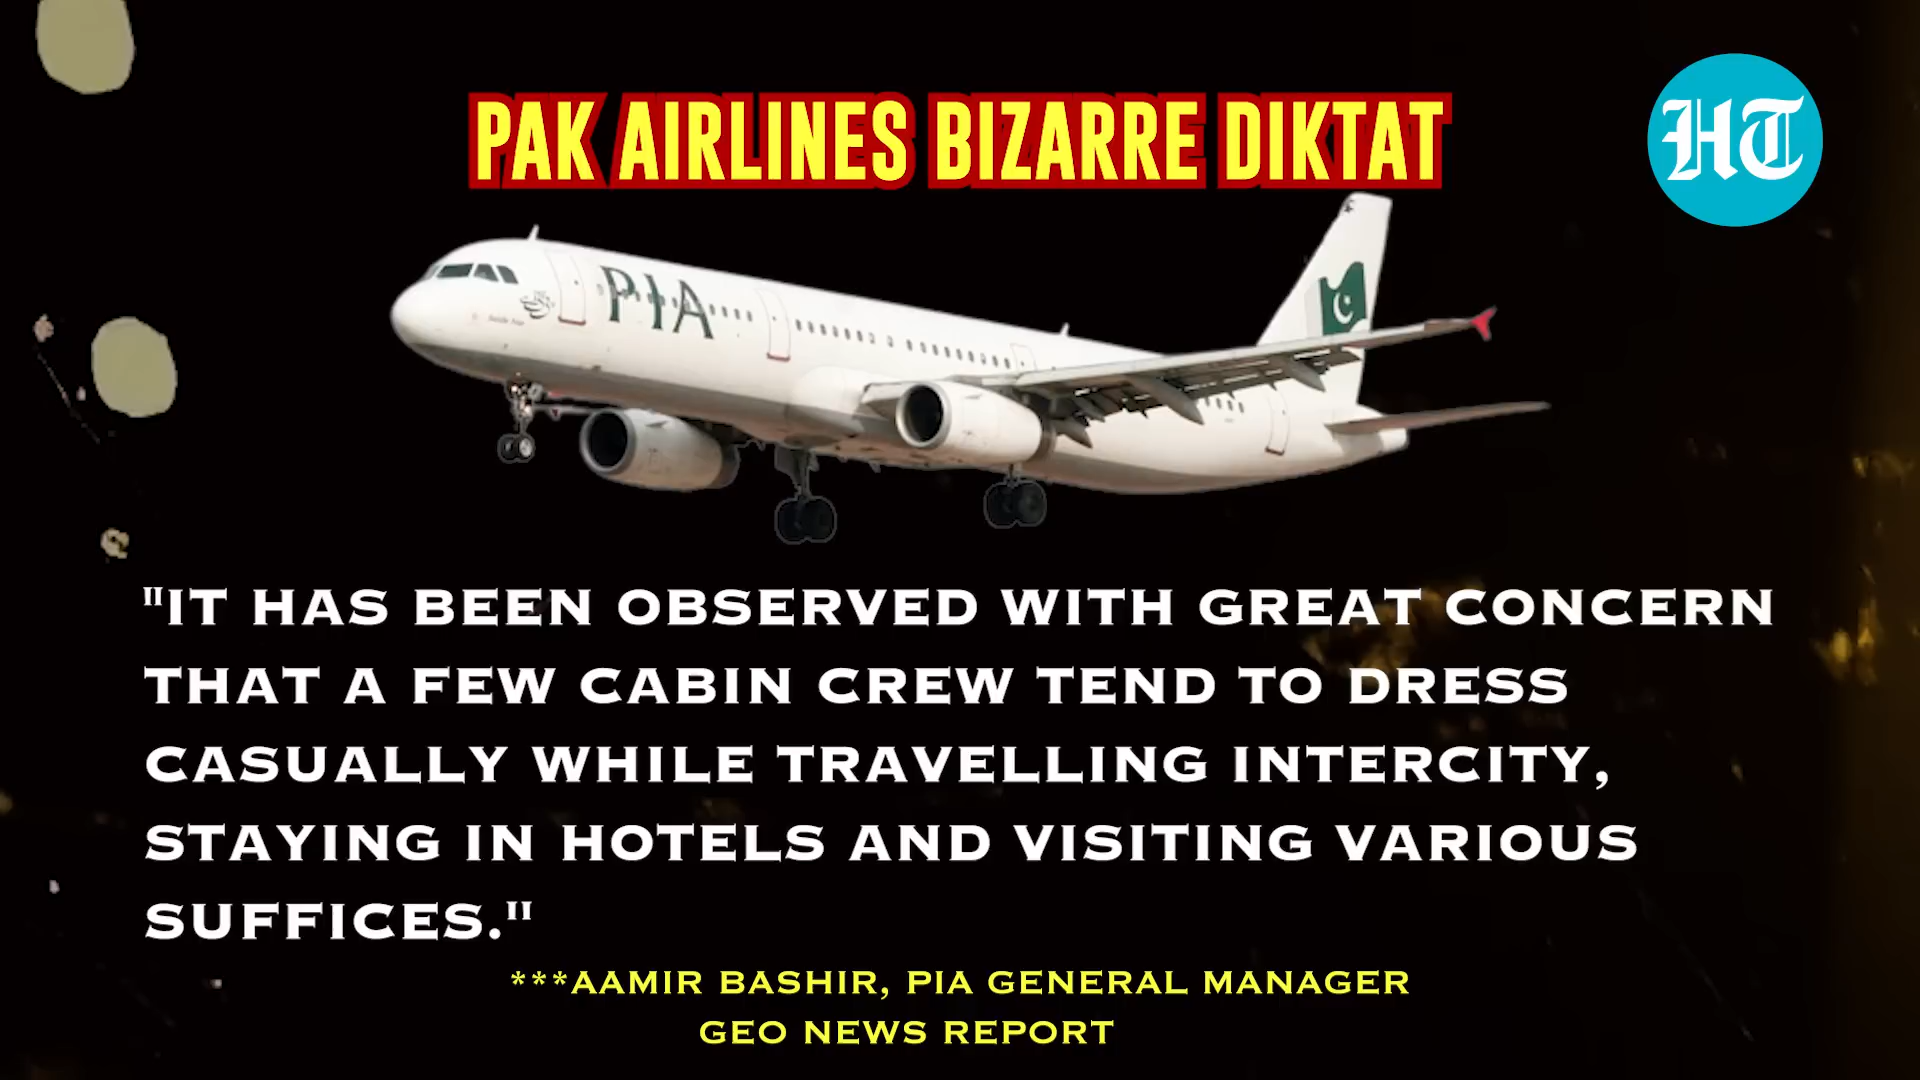 PAK AIRLINES BIZARRE DIKTAT
HT
PIA
"IT HAS BEEN OBSERVED WITH GREAT CONCERN
THAT A FEW CABIN CREW TEND TO DRESS
CASUALLY WHILE TRAVELLING INTERCITY,
STAYING IN HOTELS AND VISITING VARIOUS
SUFFICES."
***AAMIR BASHIR, PIA GENERAL MANAGER
GEO NEWS REPORT